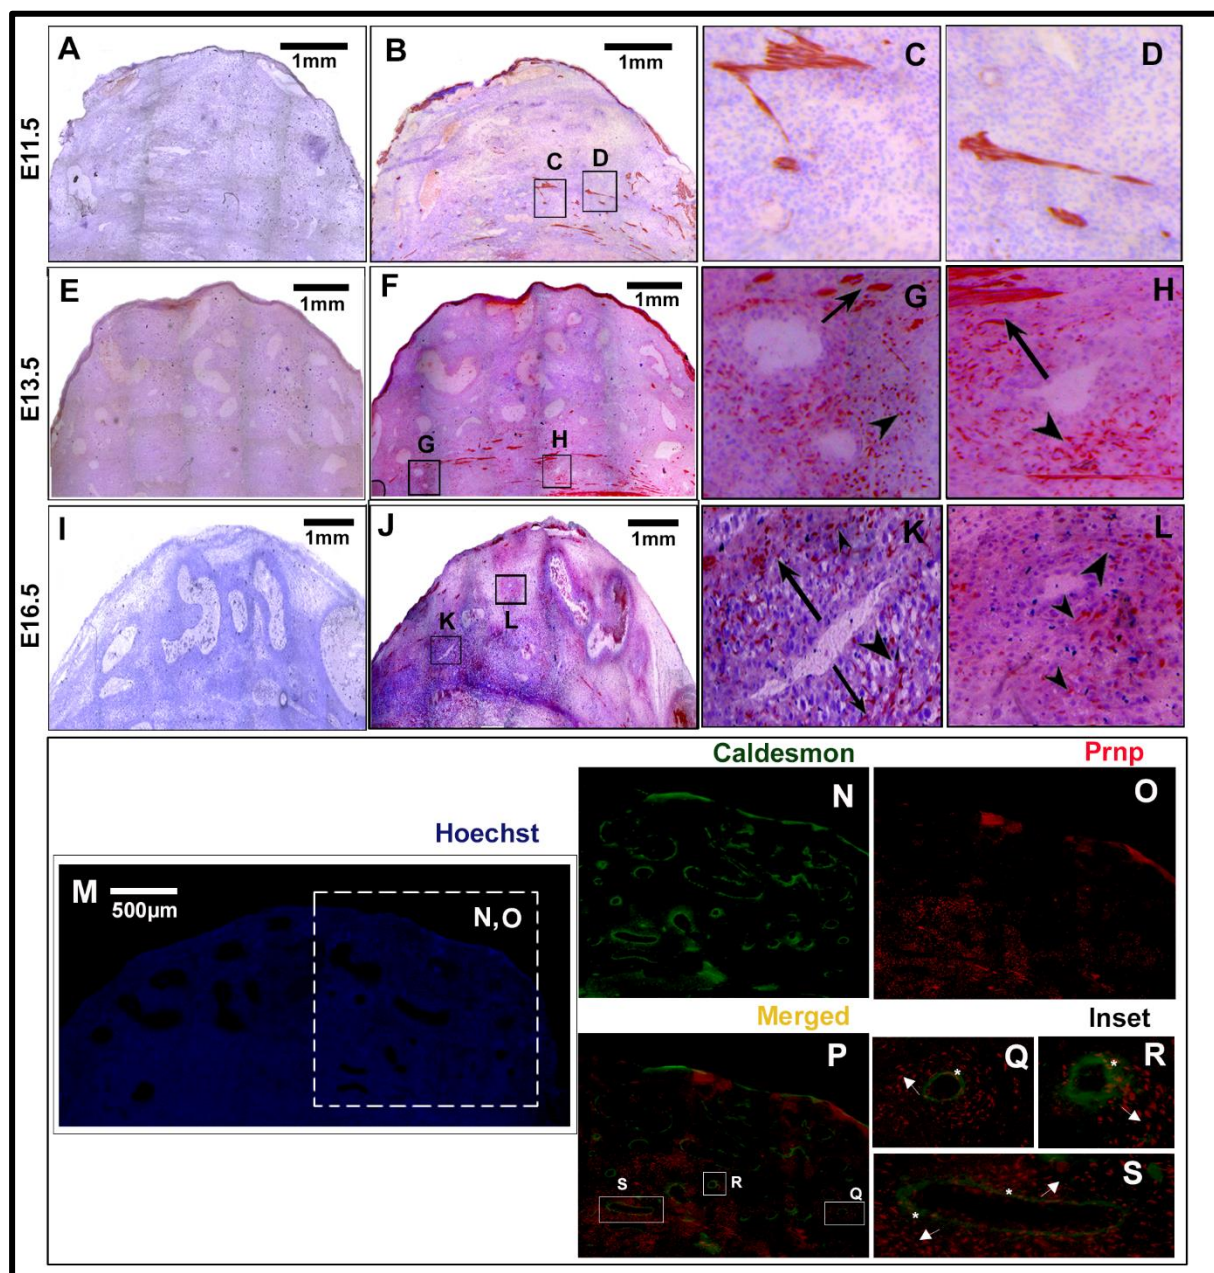 E11.5
A
1mm
B
1mm
C
D
C
D
E13.5
E
1mm
F
1mm
G
H
G
H
E16.5
I
1mm
J
1mm
K
L
K
L
Caldesmon
Prnp
Hoechst
M
500µm
N,O
N
O
Merged
Inset
P
S
R
Q
Q
*
R
*
S
*
*